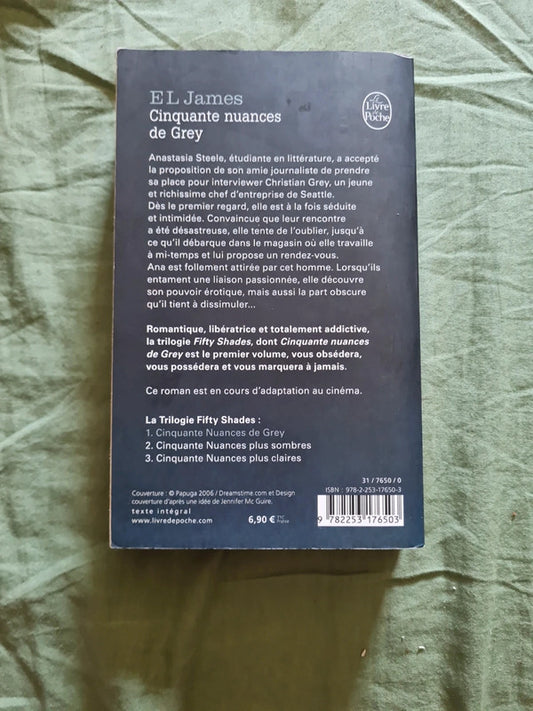 E L James
Cinquante nuances
de Grey
Le
Livre
de
Poche
Anastasia Steele, étudiante en littérature, a accepté
la proposition de son amie journaliste de prendre
sa place pour interviewer Christian Grey, un jeune
et richissime chef d'entreprise de Seattle.
Dès le premier regard, elle est à la fois séduite
et intimidée. Convaincue que leur rencontre
a été désastreuse, elle tente de l'oublier, jusqu'à
ce qu'il débarque dans le magasin où elle travaille
à mi-temps et lui propose un rendez-vous.
Ana est follement attirée par cet homme. Lorsqu'ils
entament une liaison passionnée, elle découvre
son pouvoir érotique, mais aussi la part obscure
qu'il tient à dissimuler...
Romantique, libératrice et totalement addictive,
la trilogie Fifty Shades, dont Cinquante nuances
de Grey est le premier volume, vous obsédera,
vous possédera et vous marquera à jamais.
Ce roman est en cours d'adaptation au cinéma.
La Trilogie Fifty Shades :
1. Cinquante Nuances de Grey
2. Cinquante Nuances plus sombres
3. Cinquante Nuances plus claires
31 / 7650 / 0
ISBN : 978-2-253-17650-3
Couverture : © Papuga 2006 / Dreamstime.com et Design
couverture d'après une idée de Jennifer Mc Guire.
texte intégral
www.livredepoche.com
6,90 € TTC
France
9 782253 176503